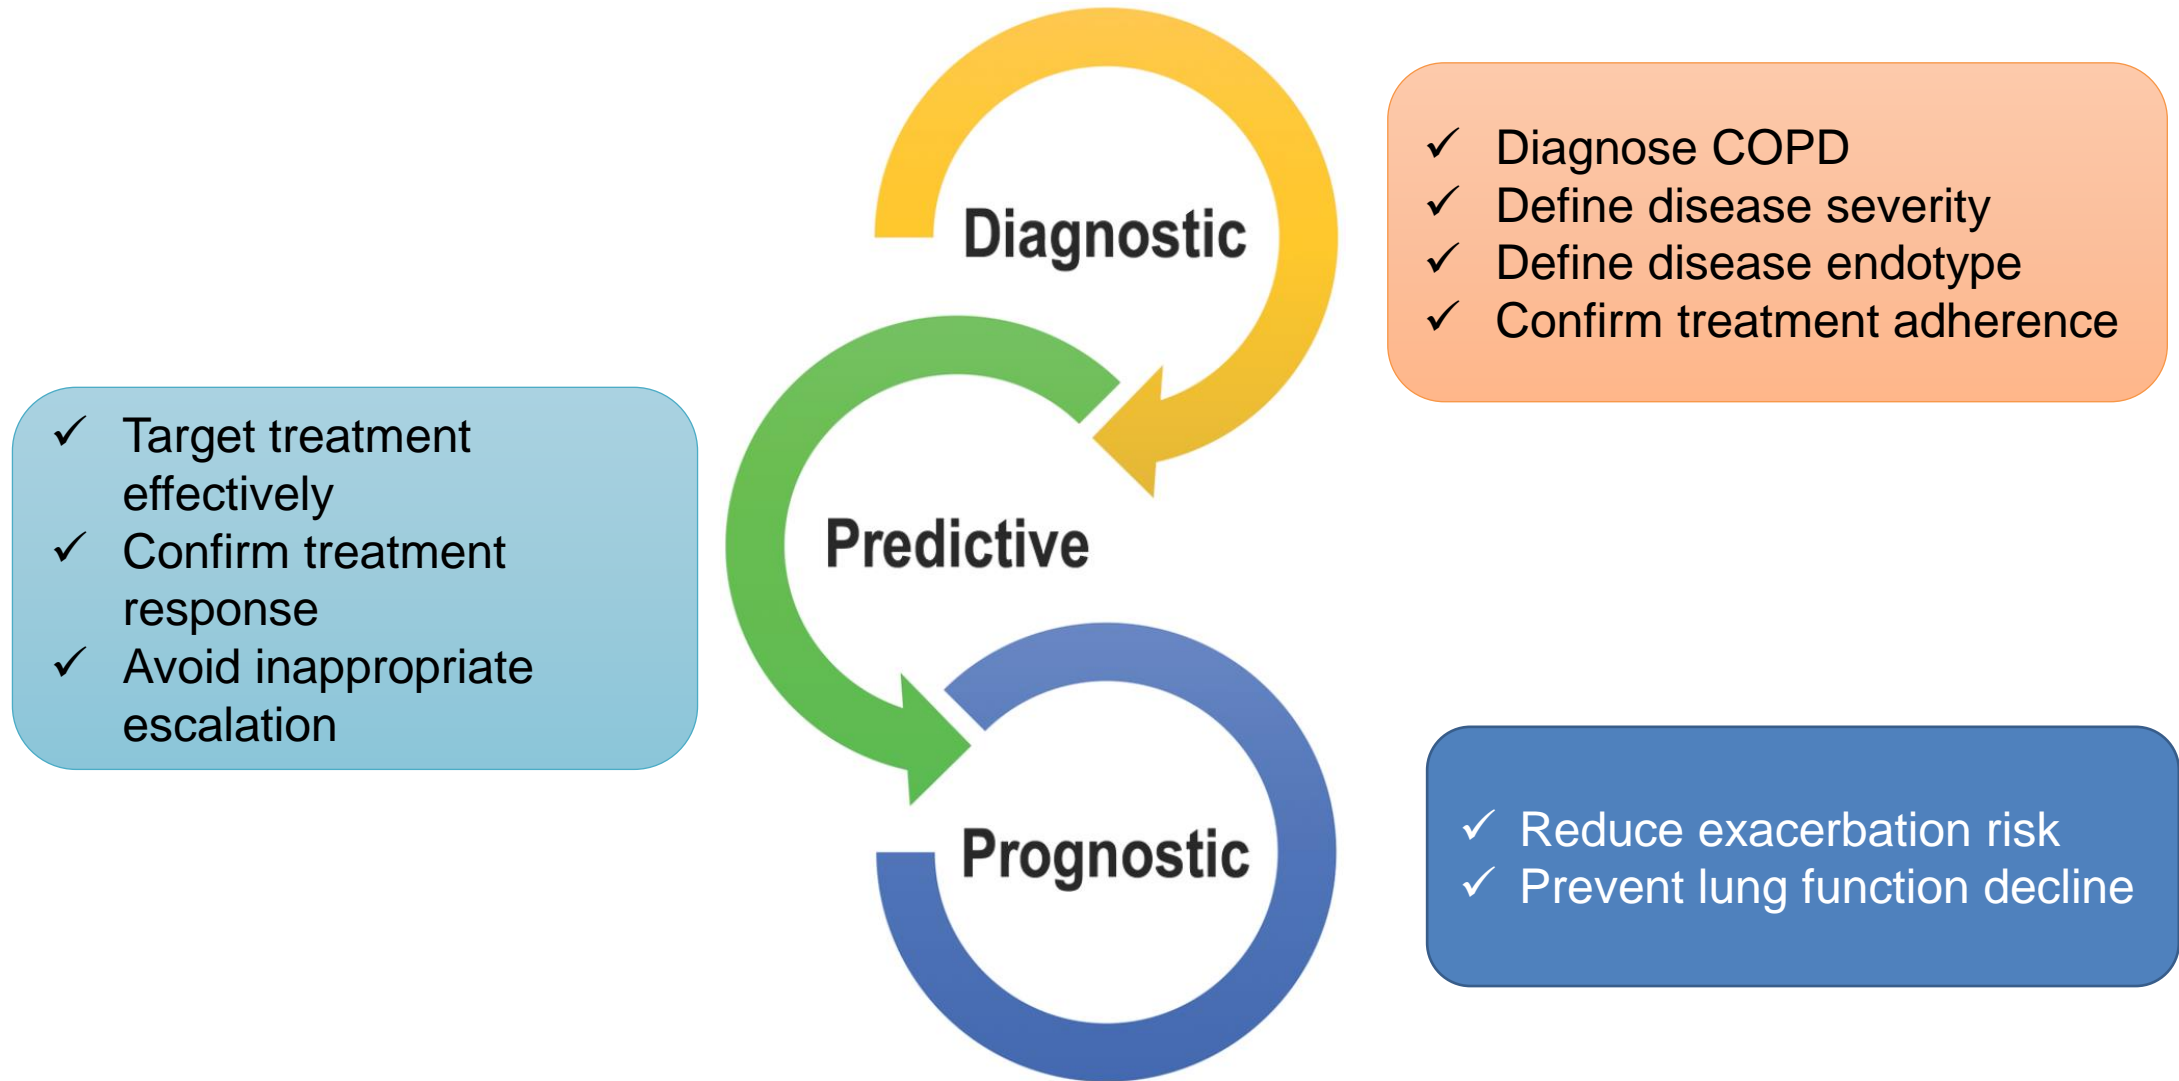 Diagnostic
✓ Diagnose COPD
✓ Define disease severity
✓ Define disease endotype
✓ Confirm treatment adherence
Predictive
✓ Target treatment
effectively
✓ Confirm treatment
response
✓ Avoid inappropriate
escalation
Prognostic
✓ Reduce exacerbation risk
✓ Prevent lung function decline